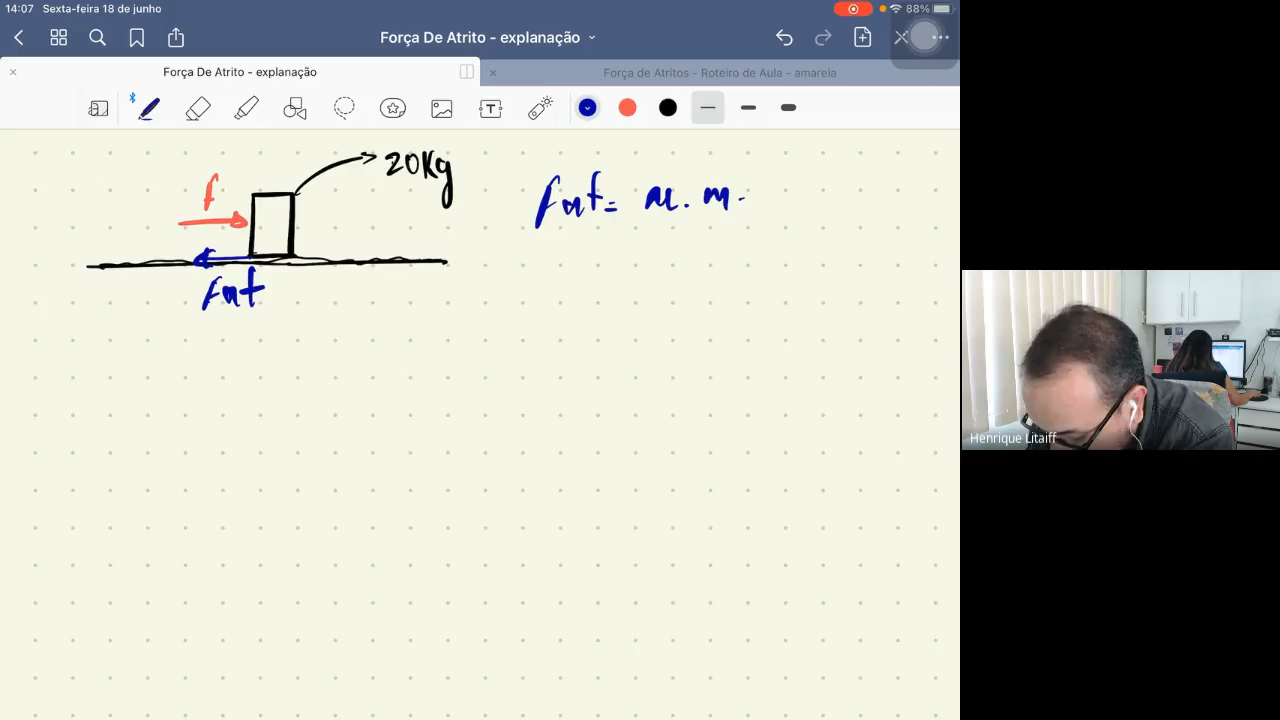 14:07 Sexta-feira 18 de junho
88%
Força De Atrito - explanação
Força De Atrito - explanação
Força de Atritos - Roteiro de Aula - amarela
T
20Kg
F
Fat
Fat = μ. m.
Henrique Litaiff